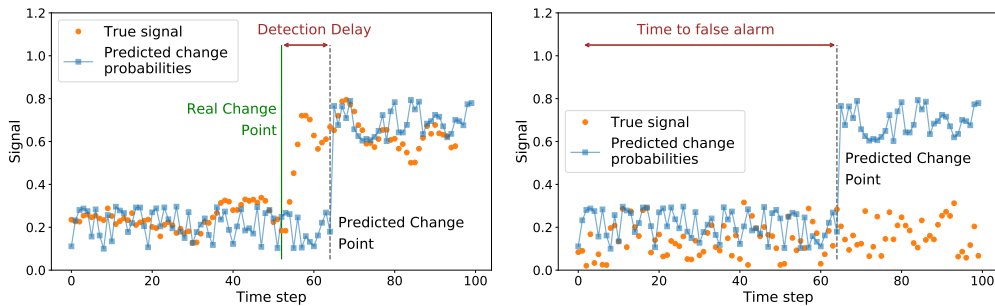 1.2
1.0
0.8
0.6
0.4
0.2
0.0
Signal
True signal
Predicted change
probabilities
Detection Delay
Real Change
Point
Predicted Change
Point
0
20
40
60
80
100
Time step
1.2
1.0
0.8
0.6
0.4
0.2
0.0
Signal
Time to false alarm
True signal
Predicted change
probabilities
Predicted Change
Point
0
20
40
60
80
100
Time step